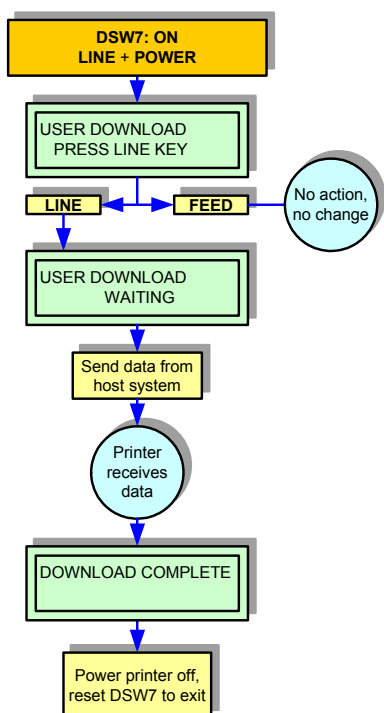 DSW7: ON
LINE + POWER
USER DOWNLOAD
PRESS LINE KEY
LINE
FEED
No action,
no change
USER DOWNLOAD
WAITING
Send data from
host system
Printer
receives
data
DOWNLOAD COMPLETE
Power printer off,
reset DSW7 to exit